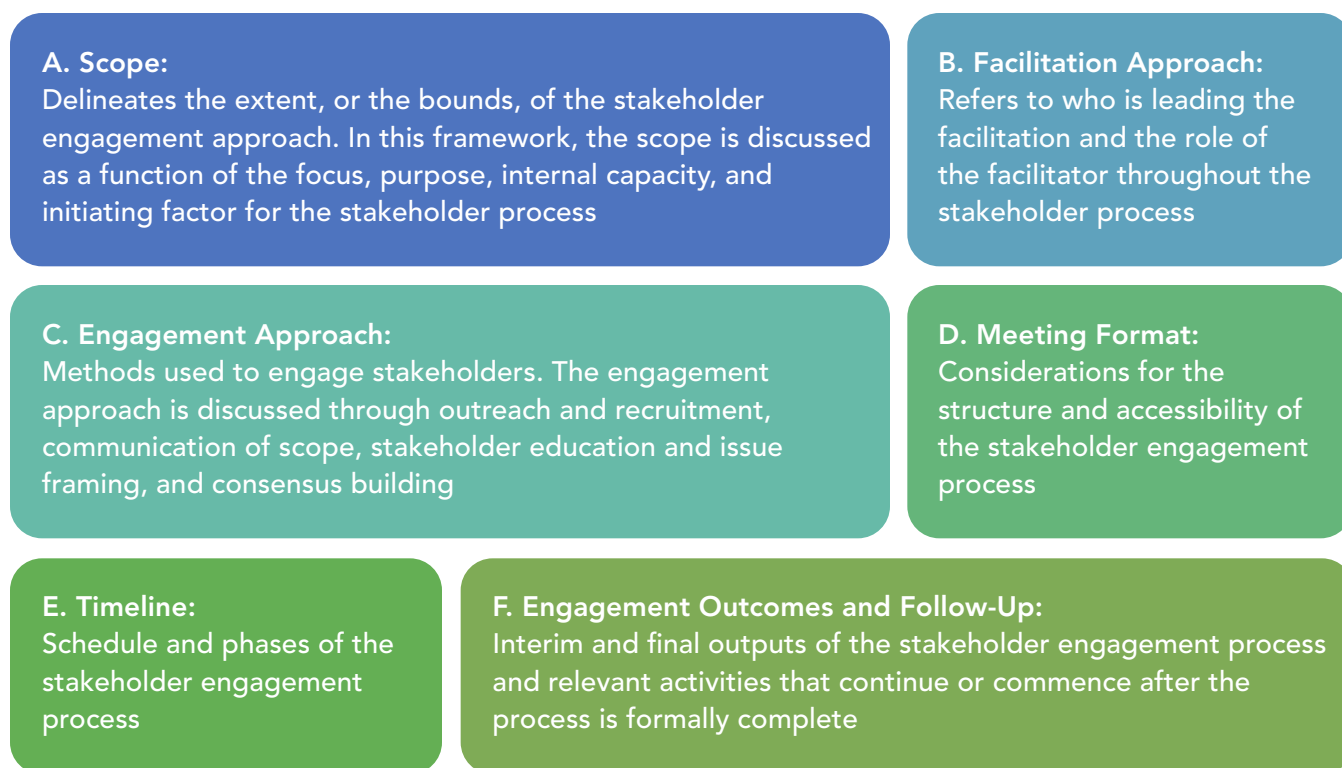 A. Scope:
Delineates the extent, or the bounds, of the stakeholder
engagement approach. In this framework, the scope is discussed
as a function of the focus, purpose, internal capacity, and
initiating factor for the stakeholder process
B. Facilitation Approach:
Refers to who is leading the
facilitation and the role of
the facilitator throughout the
stakeholder process
C. Engagement Approach:
Methods used to engage stakeholders. The engagement
approach is discussed through outreach and recruitment,
communication of scope, stakeholder education and issue
framing, and consensus building
D. Meeting Format:
Considerations for the
structure and accessibility of
the stakeholder engagement
process
E. Timeline:
Schedule and phases of the
stakeholder engagement
process
F. Engagement Outcomes and Follow-Up:
Interim and final outputs of the stakeholder engagement process
and relevant activities that continue or commence after the
process is formally complete